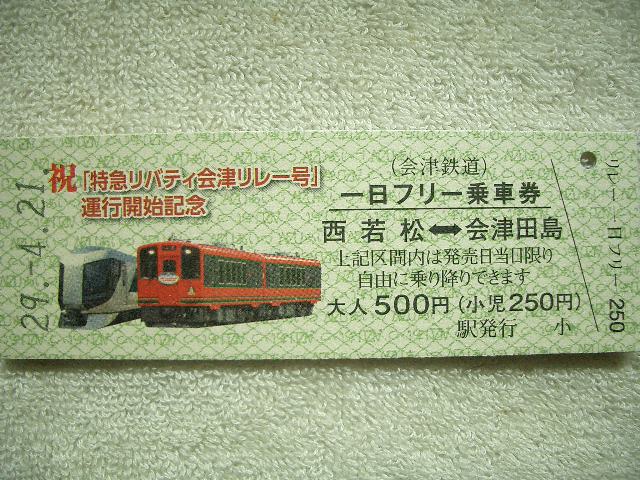 祝「特急リバティ会津リレー号」
運行開始記念
29.-4.21.
(会津鉄道)
一日フリー乗車券
西若松⬌会津田島
上記区間内は発売日当日限り
自由に乗り降りできます
大人500円(小児250円)
駅発行 小
リレー 一日フリー250